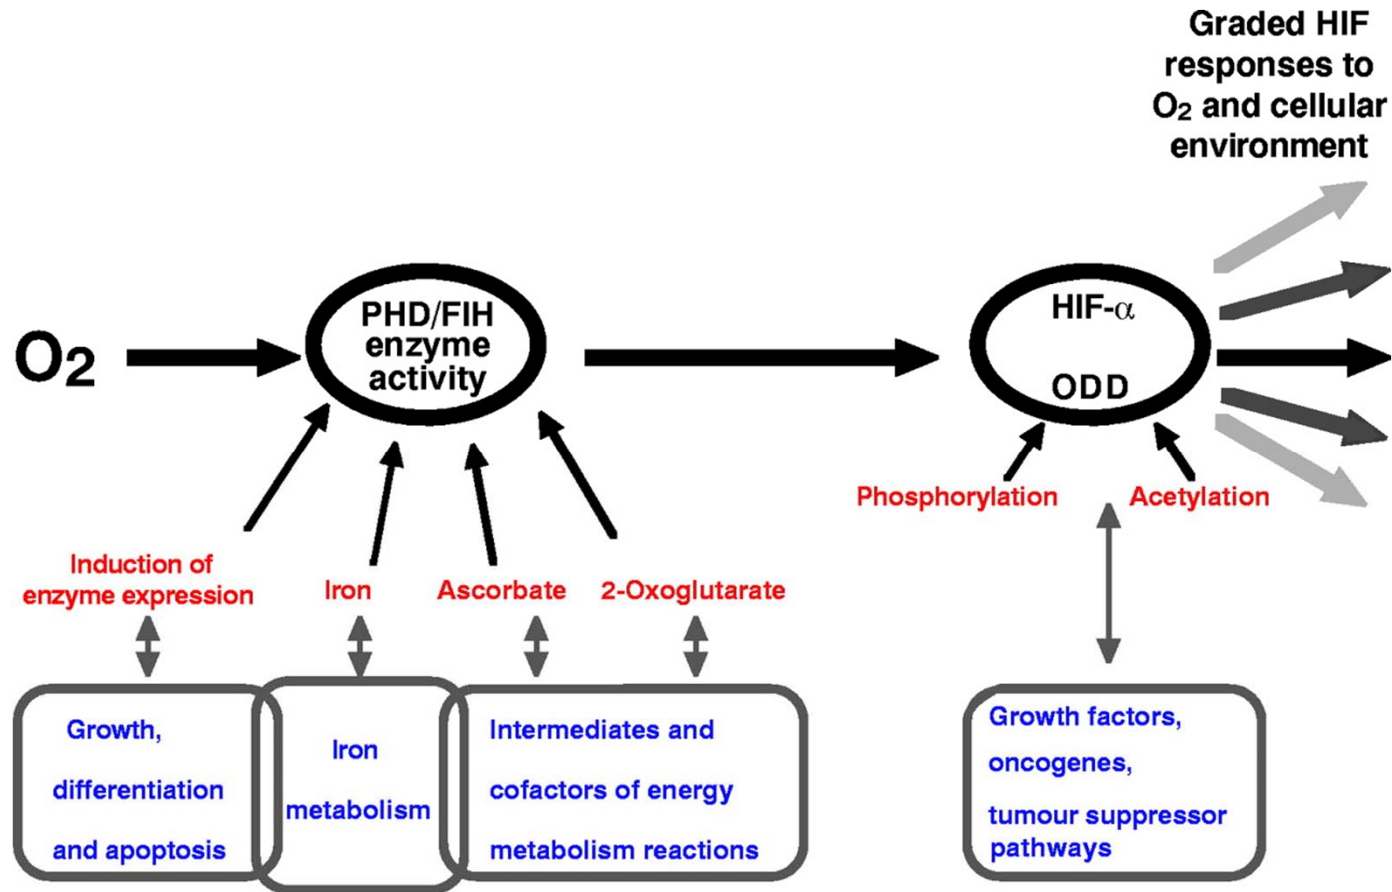 Graded HIF
responses to
O₂ and cellular
environment
O₂
PHD/FIH
enzyme
activity
HIF-α
ODD
Phosphorylation
Acetylation
Induction of
enzyme expression
Iron
Ascorbate
2-Oxoglutarate
Growth,
differentiation
and apoptosis
Iron
metabolism
Intermediates and
cofactors of energy
metabolism reactions
Growth factors,
oncogenes,
tumour suppressor
pathways